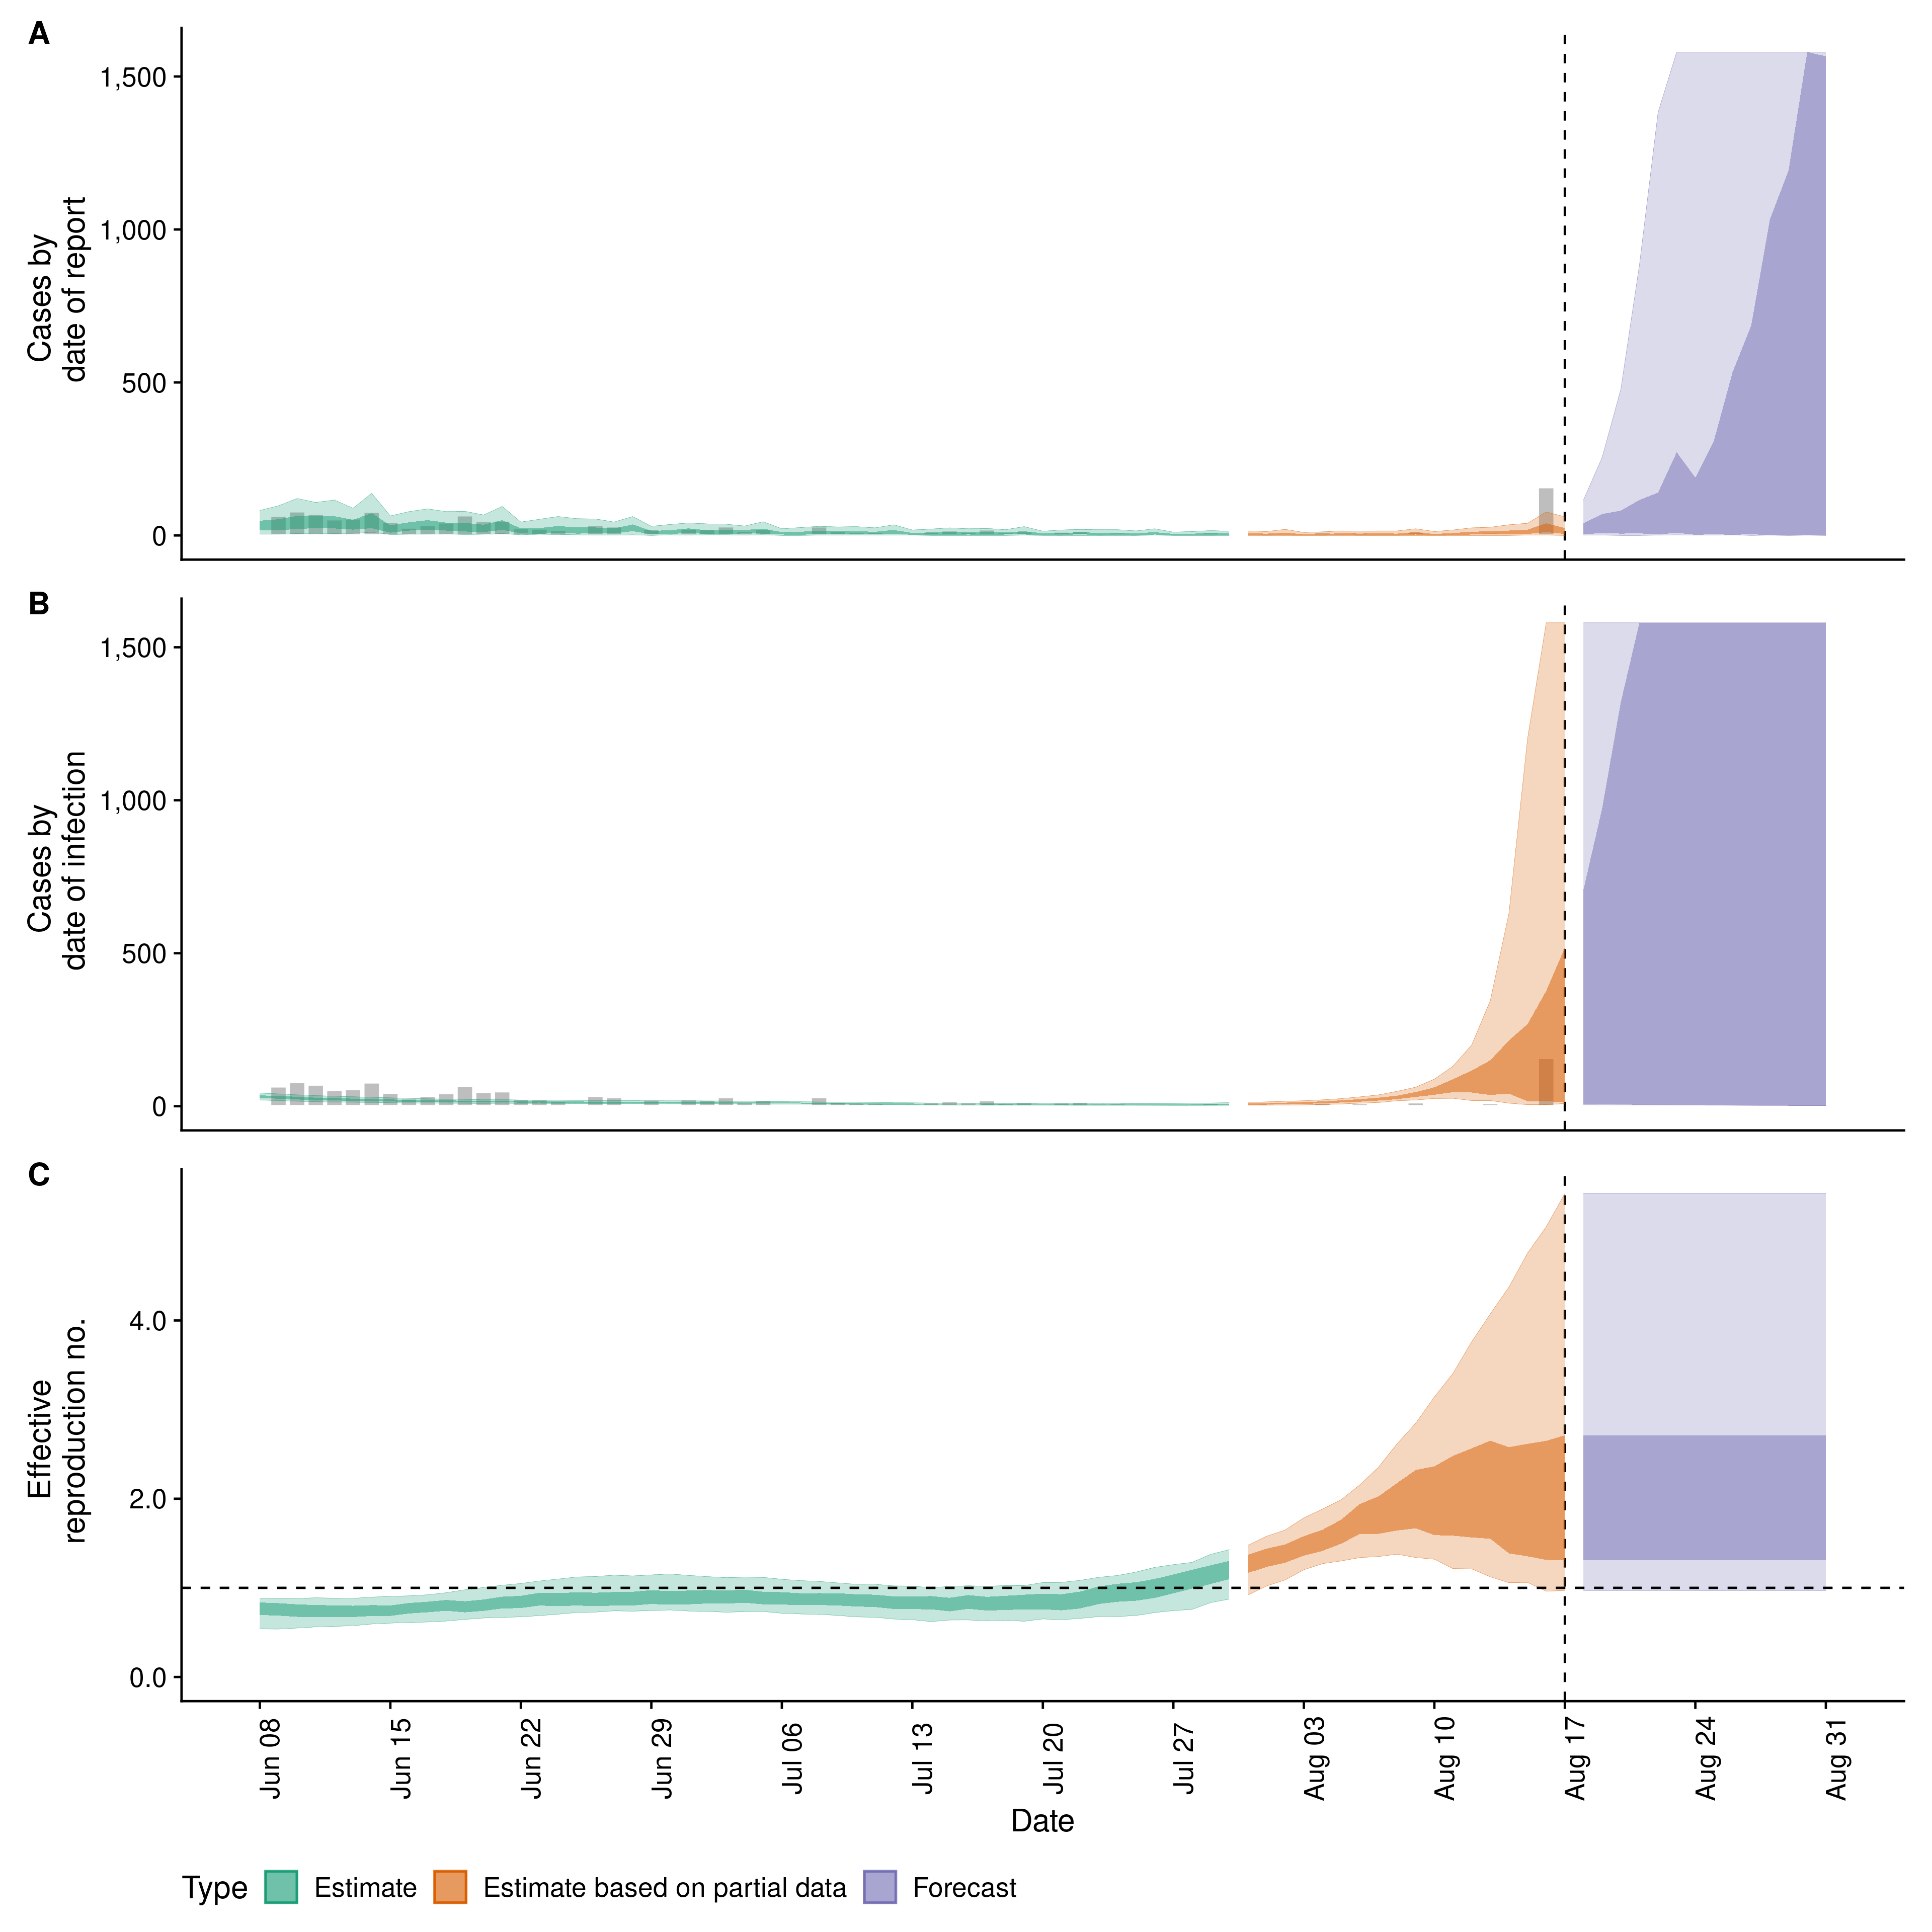 A
Cases by
date of report
1,500
1,000
500
0
B
Cases by
date of infection
1,500
1,000
500
0
C
Effective
reproduction no.
4.0
2.0
0.0
Jun 08
Jun 15
Jun 22
Jun 29
Jul 06
Jul 13
Jul 20
Jul 27
Aug 03
Aug 10
Aug 17
Aug 24
Aug 31
Date
Type Estimate Estimate based on partial data Forecast